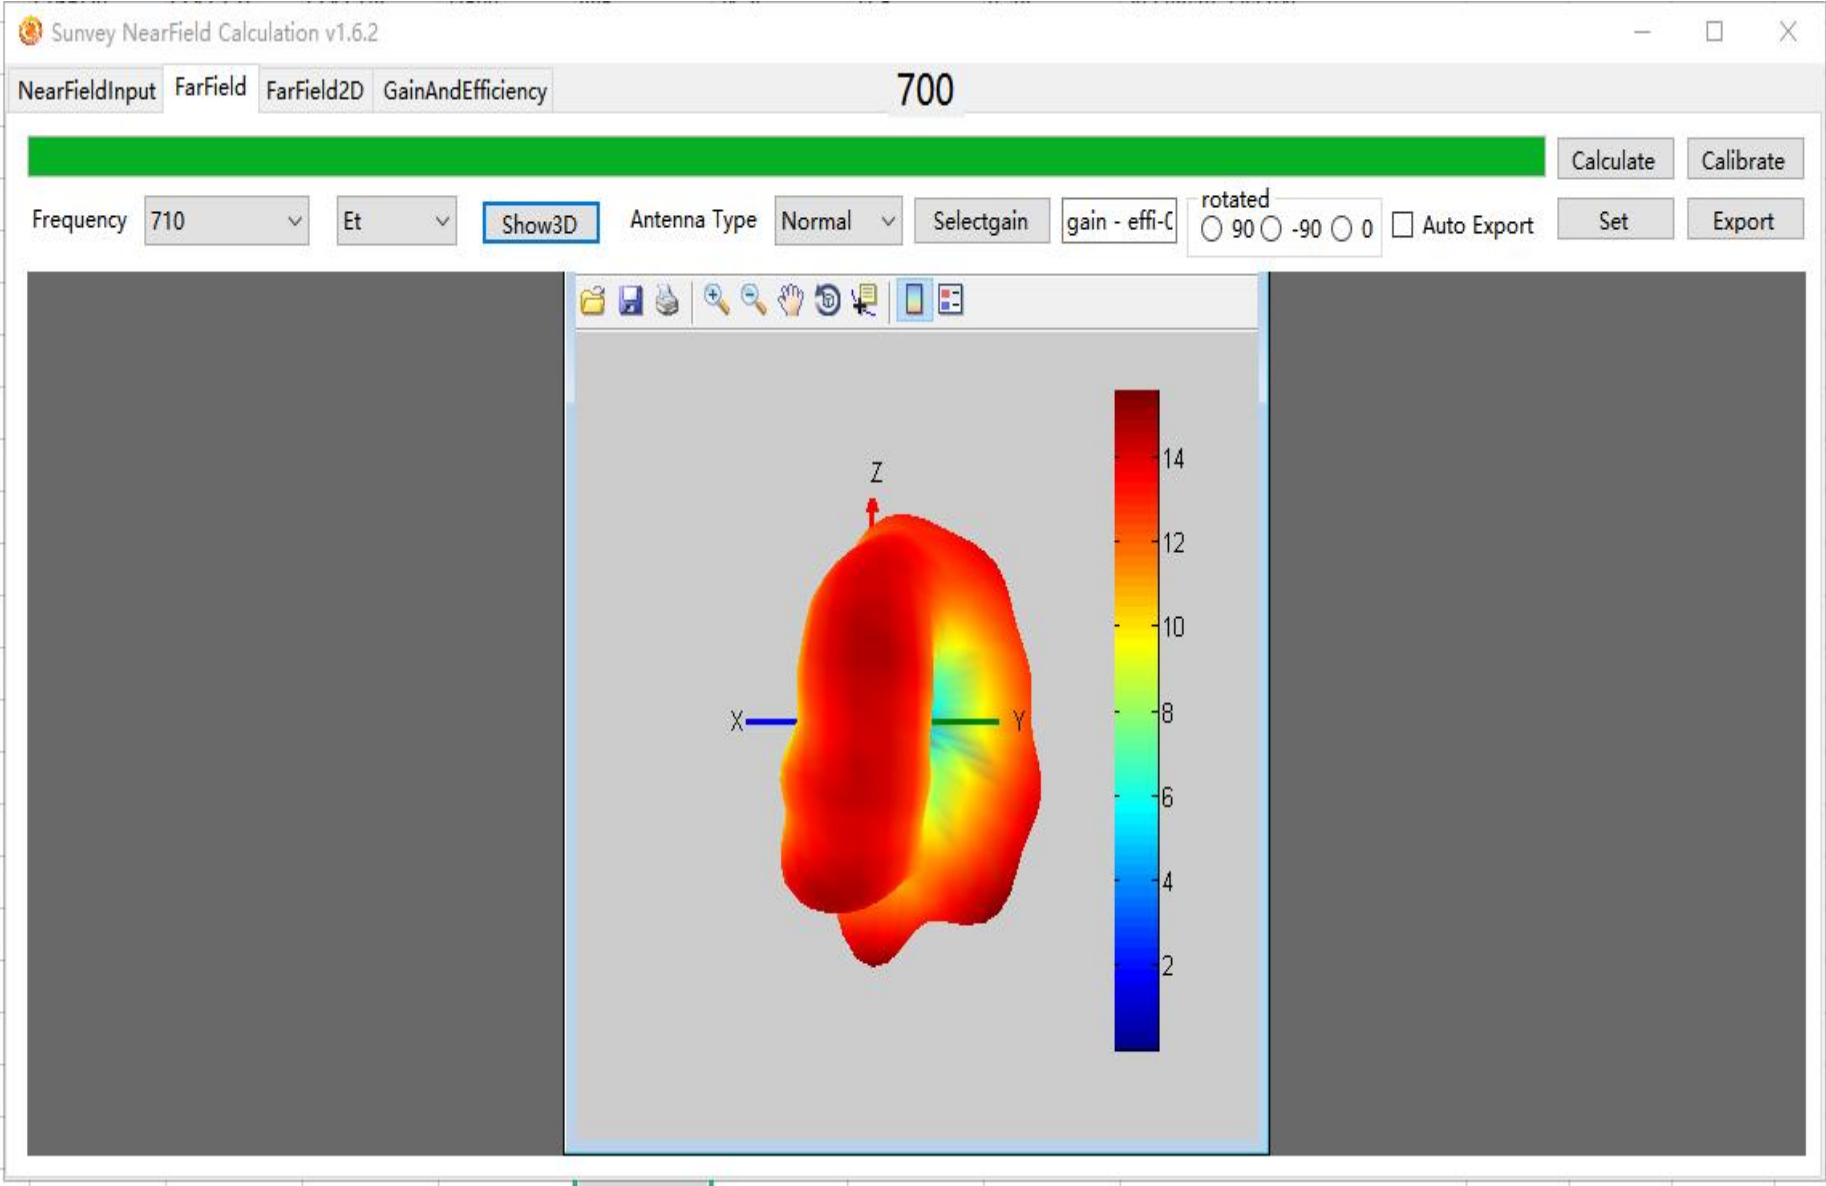 Sunvey NearField Calculation v1.6.2
NearFieldInput FarField FarField2D GainAndEfficiency 700
Calculate Calibrate
Frequency 710 Et Show3D Antenna Type Normal Selectgain gain - effi-0 rotated 90 -90 0 Auto Export Set Export
Z
X
Y
14
12
10
8
6
4
2